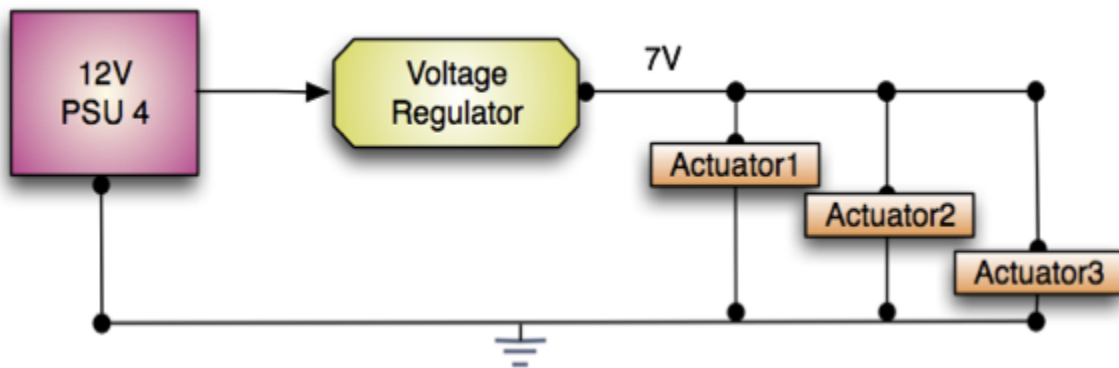 12V
PSU 4
Voltage
Regulator
7V
Actuator1
Actuator2
Actuator3